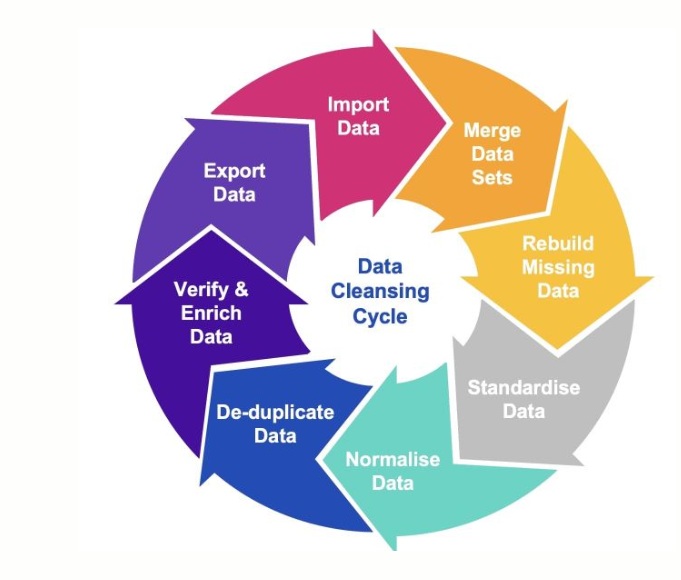 Import
Data
Merge
Data
Sets
Rebuild
Missing
Data
Standardise
Data
Normalise
Data
De-duplicate
Data
Verify &
Enrich
Data
Export
Data
Data
Cleansing
Cycle